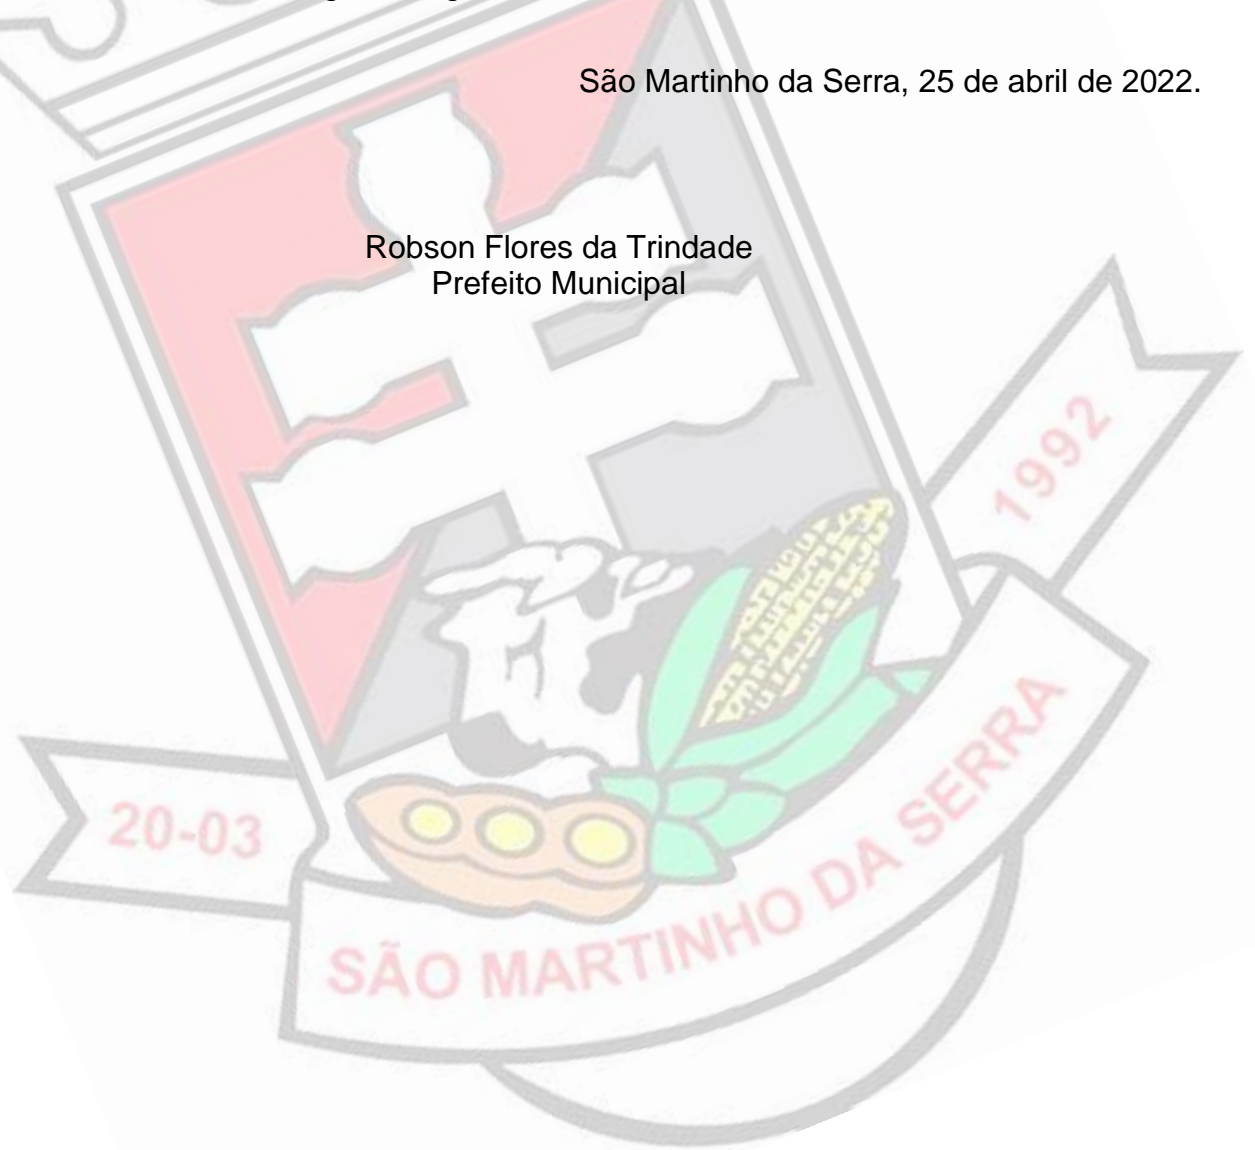 São Martinho da Serra, 25 de abril de 2022.
Robson Flores da Trindade
Prefeito Municipal
1992
20-03
SÃO MARTINHO DA SERRA